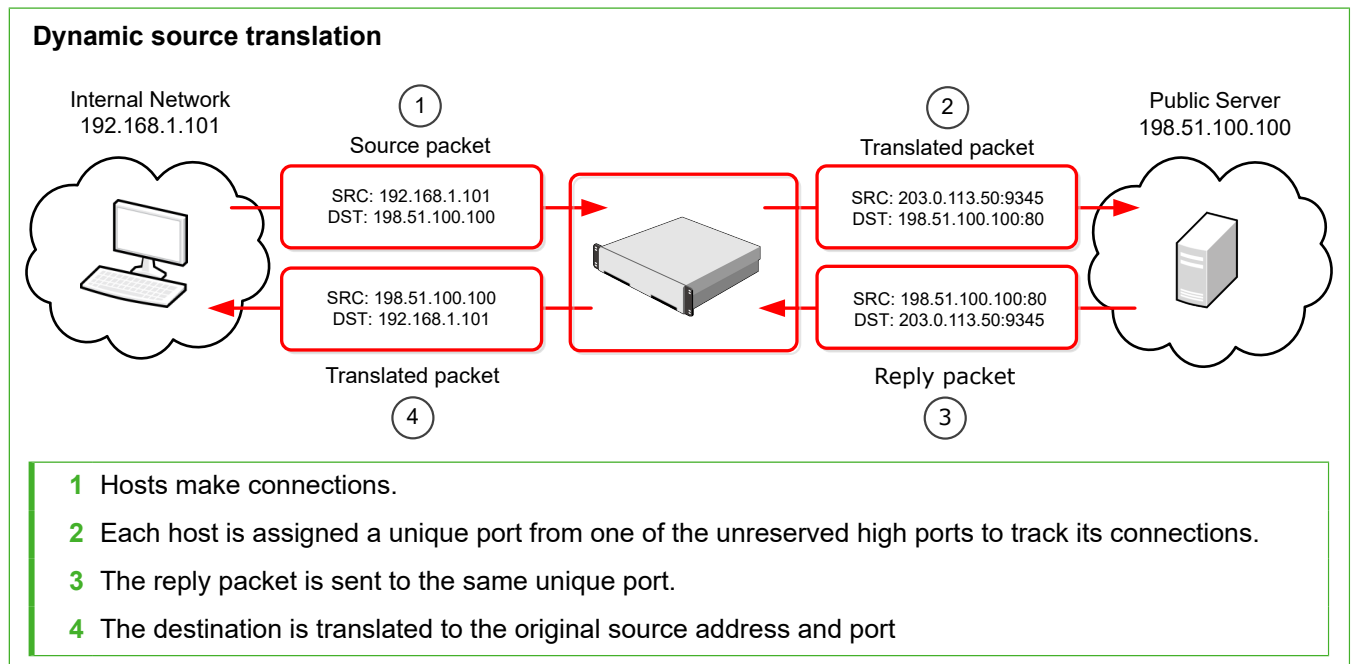 Dynamic source translation
Internal Network
192.168.1.101
1
Source packet
2
Translated packet
Public Server
198.51.100.100
SRC: 192.168.1.101
DST: 198.51.100.100
SRC: 203.0.113.50:9345
DST: 198.51.100.100:80
SRC: 198.51.100.100
DST: 192.168.1.101
SRC: 198.51.100.100:80
DST: 203.0.113.50:9345
Translated packet
4
Reply packet
3
1 Hosts make connections.
2 Each host is assigned a unique port from one of the unreserved high ports to track its connections.
3 The reply packet is sent to the same unique port.
4 The destination is translated to the original source address and port